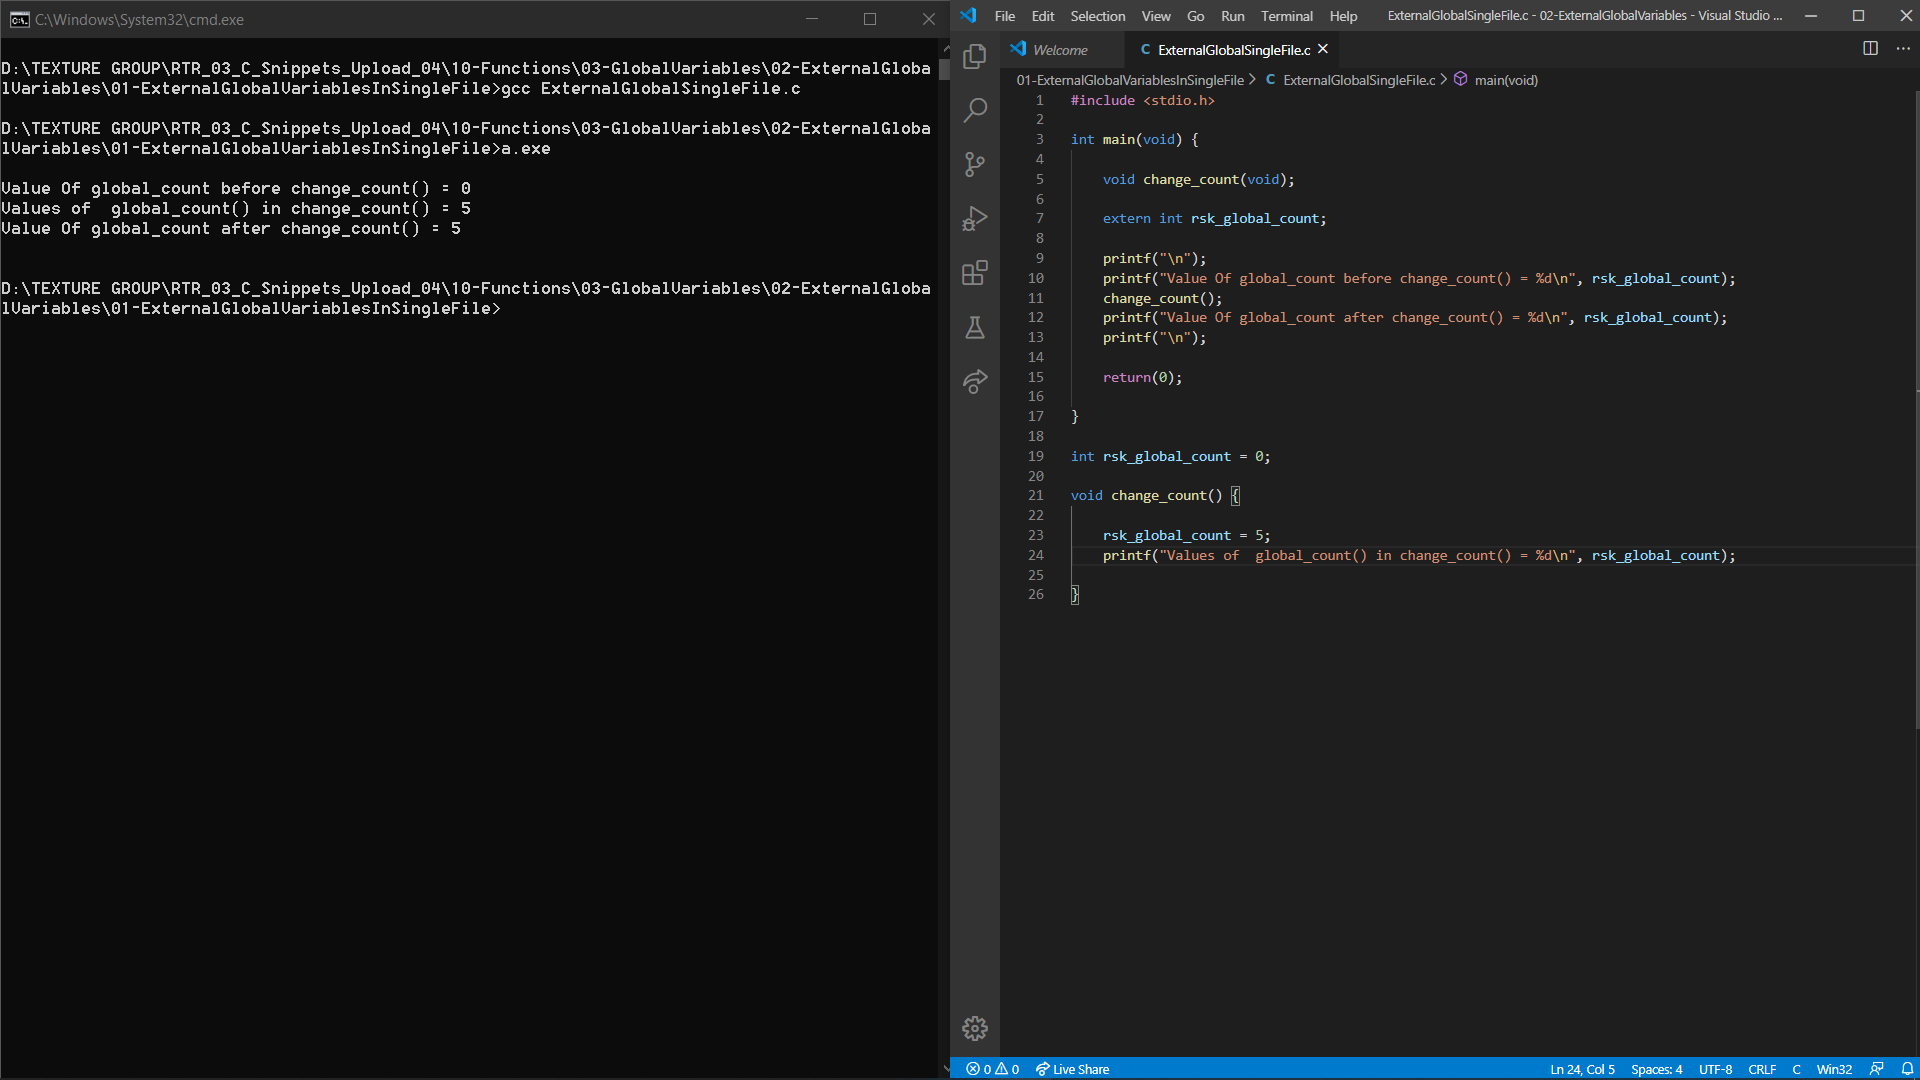 C:\Windows\System32\cmd.exe
D:\TEXTURE GROUP\RTR_03_C_Snippets_Upload_04\10-Functions\03-GlobalVariables\02-ExternalGloba
lVariables\01-ExternalGlobalVariablesInSingleFile>gcc ExternalGlobalSingleFile.c
D:\TEXTURE GROUP\RTR_03_C_Snippets_Upload_04\10-Functions\03-GlobalVariables\02-ExternalGloba
lVariables\01-ExternalGlobalVariablesInSingleFile>a.exe
Value Of global_count before change_count() = 0
Values of  global_count() in change_count() = 5
Value Of global_count after change_count() = 5
D:\TEXTURE GROUP\RTR_03_C_Snippets_Upload_04\10-Functions\03-GlobalVariables\02-ExternalGloba
lVariables\01-ExternalGlobalVariablesInSingleFile>
File Edit Selection View Go Run Terminal Help ExternalGlobalSingleFile.c - 02-ExternalGlobalVariables - Visual Studio ...
Welcome C ExternalGlobalSingleFile.c
01-ExternalGlobalVariablesInSingleFile > C ExternalGlobalSingleFile.c > main(void)
1 #include <stdio.h>
2
3 int main(void) {
4
5     void change_count(void);
6
7     extern int rsk_global_count;
8
9     printf("\n");
10     printf("Value Of global_count before change_count() = %d\n", rsk_global_count);
11     change_count();
12     printf("Value Of global_count after change_count() = %d\n", rsk_global_count);
13     printf("\n");
14
15     return(0);
16
17 }
18
19 int rsk_global_count = 0;
20
21 void change_count() {
22
23     rsk_global_count = 5;
24     printf("Values of  global_count() in change_count() = %d\n", rsk_global_count);
25
26 }
0 0 Live Share Ln 24, Col 5 Spaces: 4 UTF-8 CRLF C Win32